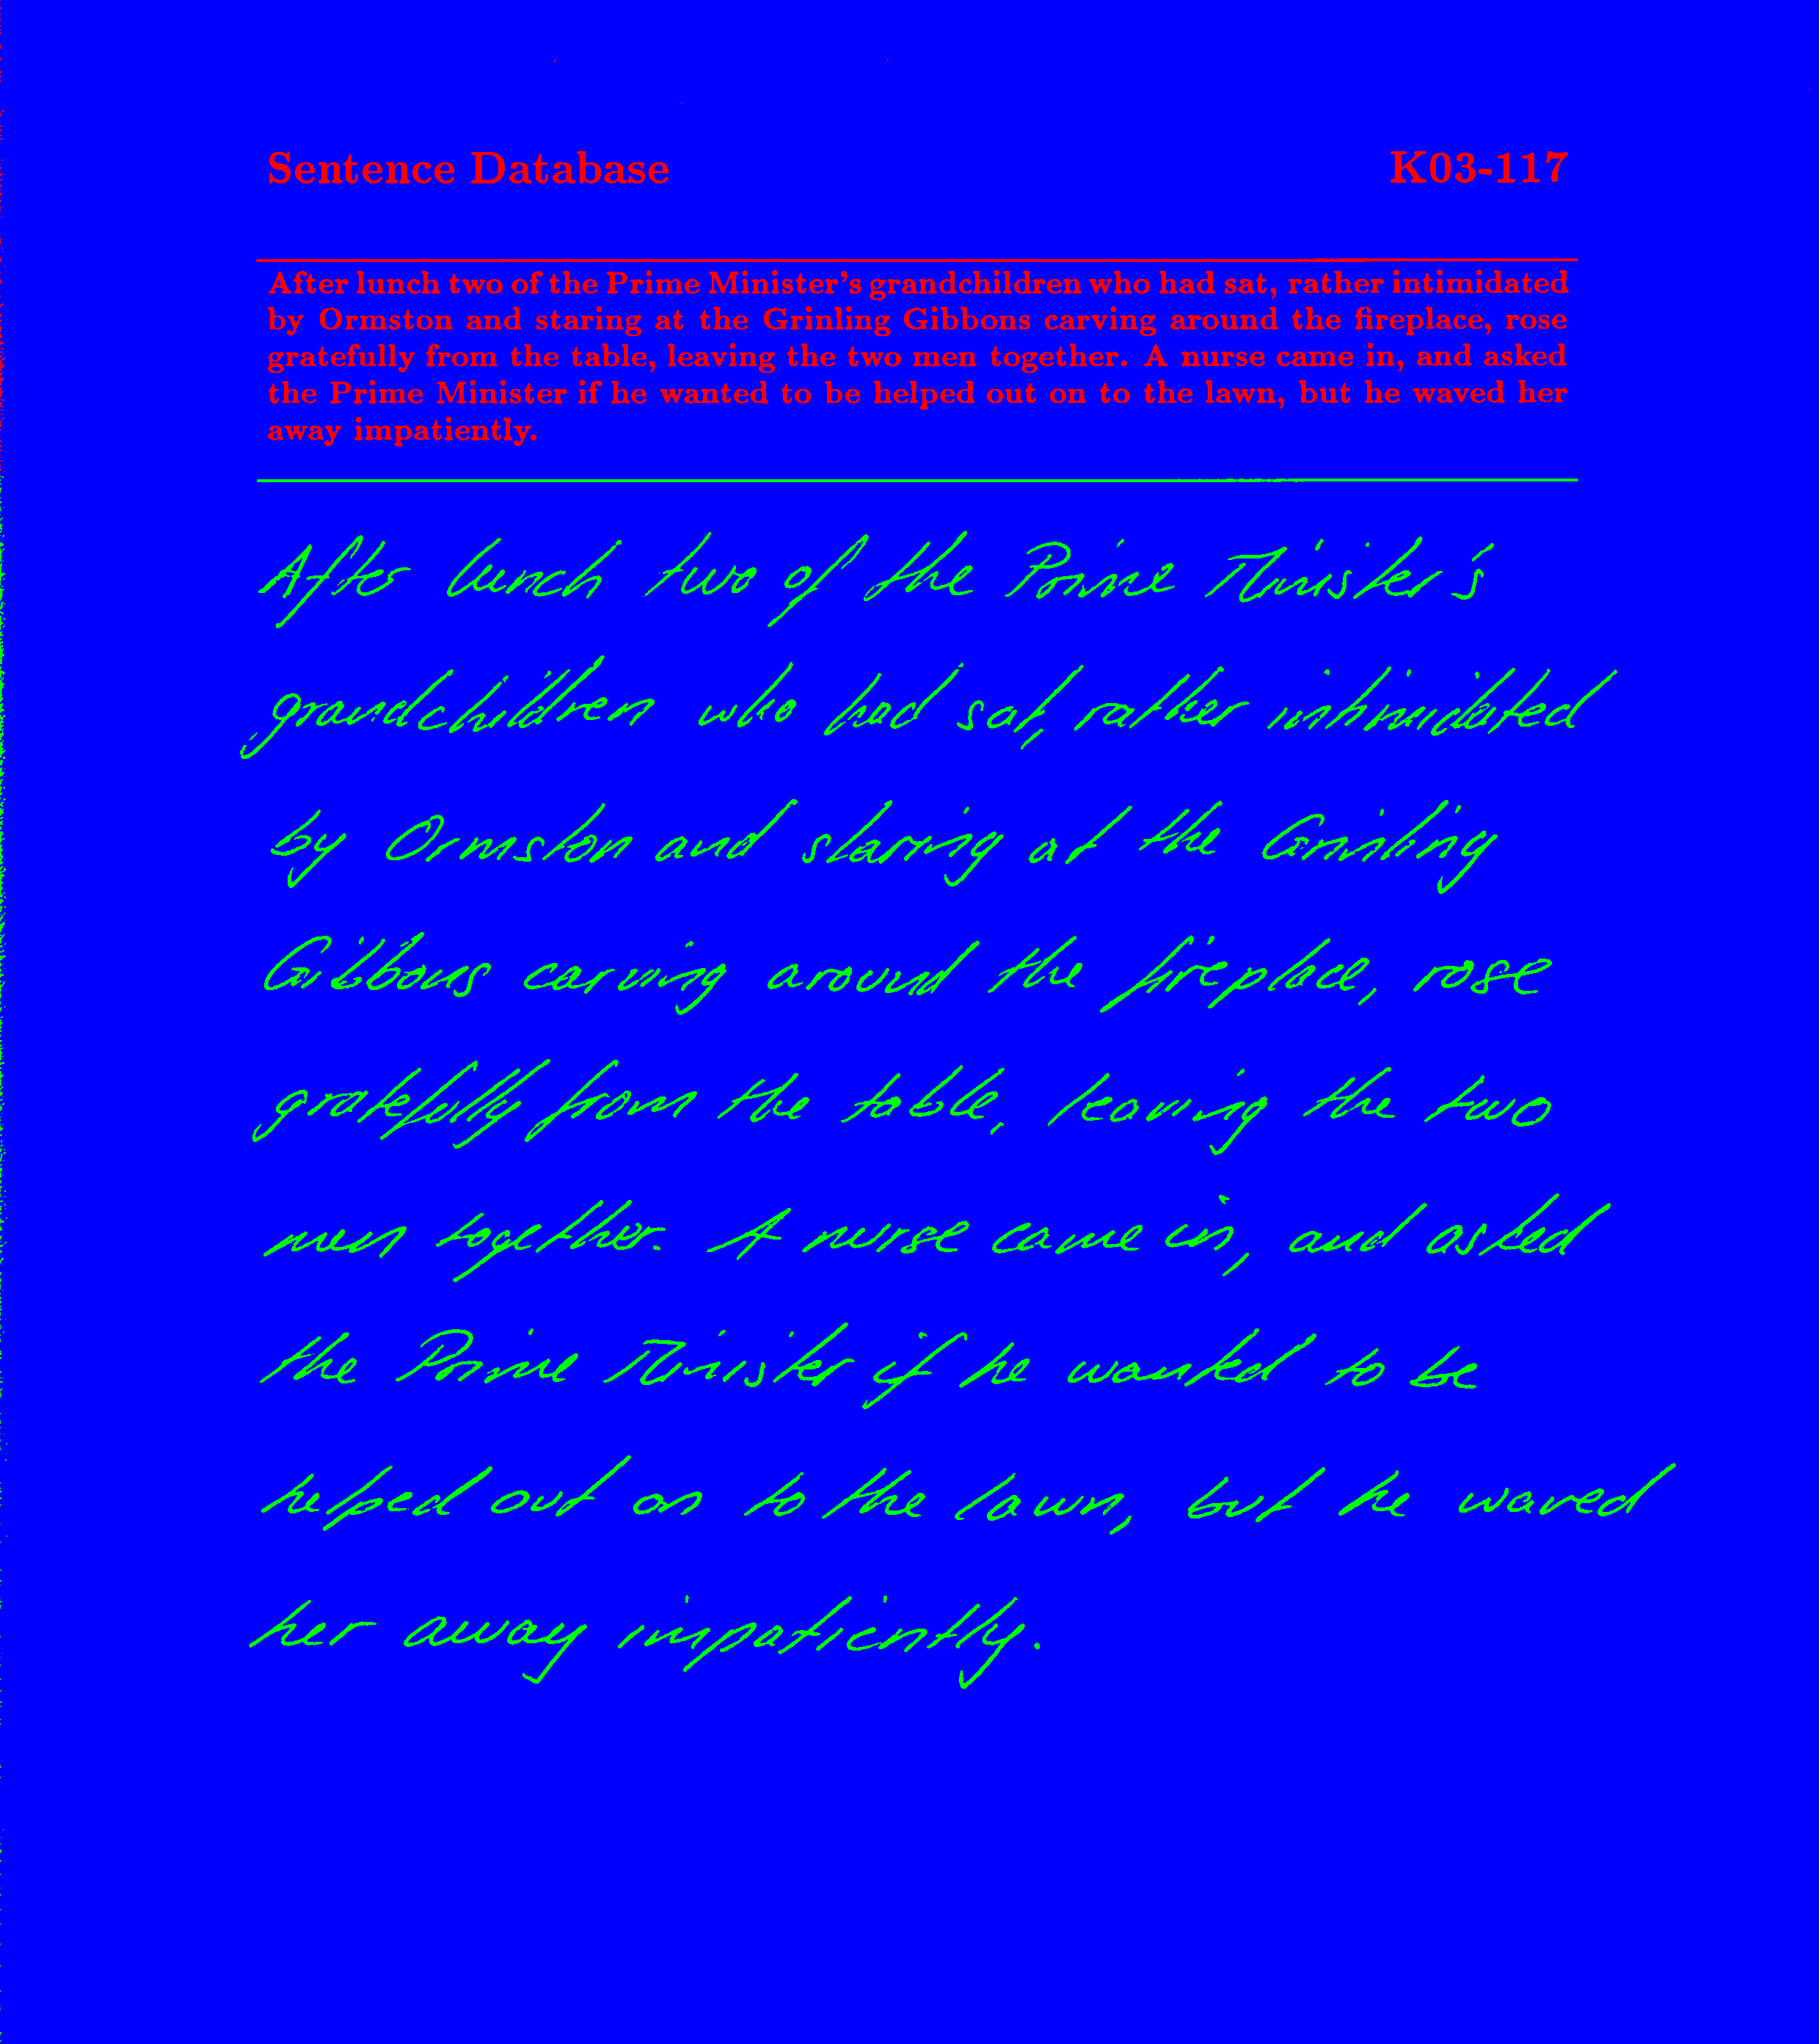 Sentence Database K03-117
After lunch two of the Prime Minister's grandchildren who had sat, rather intimidated
by Ormston and staring at the Grinling Gibbons carving around the fireplace, rose
gratefully from the table, leaving the two men together. A nurse came in, and asked
the Prime Minister if he wanted to be helped out on to the lawn, but he waved her
away impatiently.
After lunch two of the Prime Minister's
grandchildren who had sat, rather intimidated
by Ormston and staring at the Grinling
Gibbons carving around the fireplace, rose
gratefully from the table, leaving the two
men together. A nurse came in, and asked
the Prime Minister if he wanted to be
helped out on to the lawn, but he waved
her away impatiently.